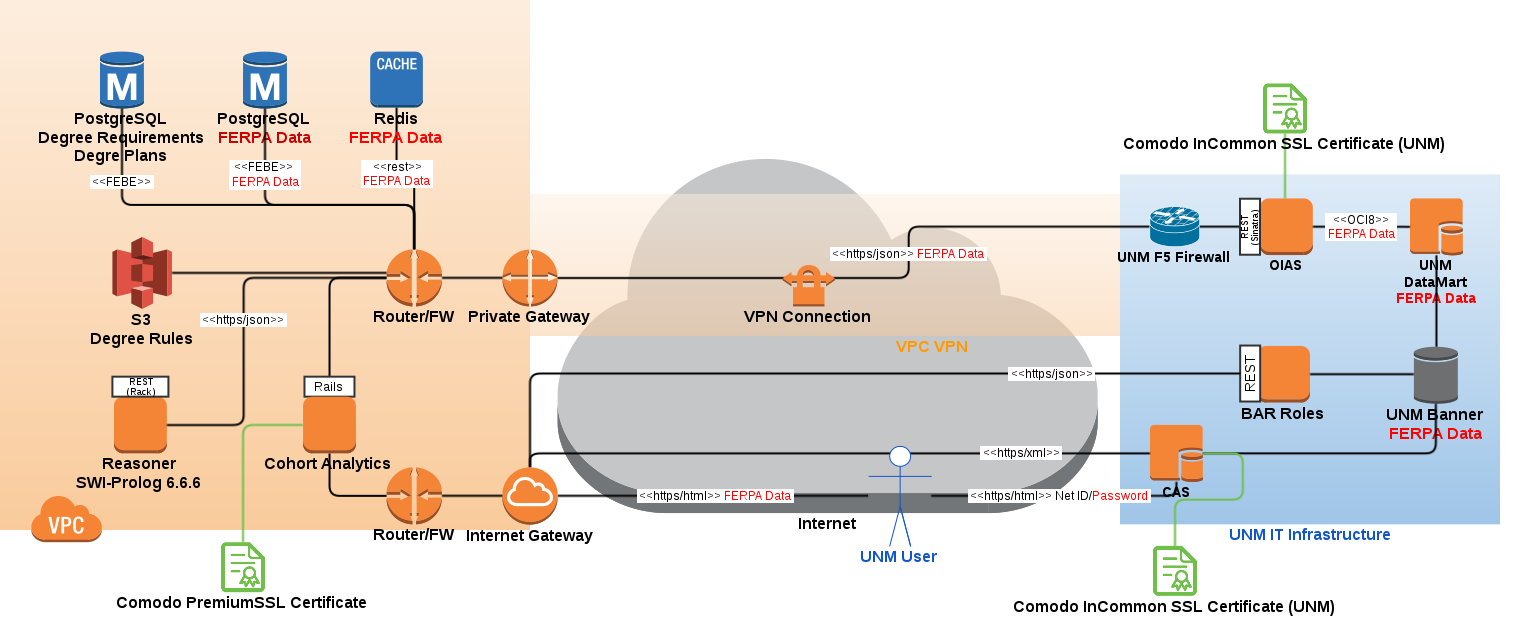 M
PostgreSQL
Degree Requirements
Degre Plans
<<FEBE>>
M
PostgreSQL
FERPA Data
<<FEBE>>
FERPA Data
CACHE
Redis
FERPA Data
<<rest>>
FERPA Data
S3
Degree Rules
<<https/json>>
Router/FW
Private Gateway
REST
(Rack)
Reasoner
SWI-Prolog 6.6.6
Rails
Cohort Analytics
Router/FW
Internet Gateway
VPC
Comodo PremiumSSL Certificate
VPN Connection
<<https/json>> FERPA Data
VPC VPN
<<https/json>>
<<https/xml>>
<<https/html>> FERPA Data
<<https/html>> Net ID/Password
Internet
UNM User
Comodo InCommon SSL Certificate (UNM)
UNM F5 Firewall
REST
(Sinatra)
OIAS
<<OCI8>>
FERPA Data
UNM
DataMart
FERPA Data
REST
BAR Roles
UNM Banner
FERPA Data
CAS
UNM IT Infrastructure
Comodo InCommon SSL Certificate (UNM)